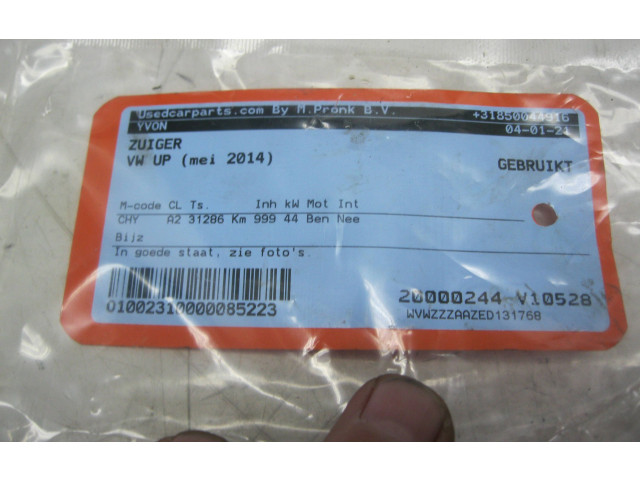 Usedcarparts.com By M.Pronk B.V. +31850044916
YVON 04-01-21
ZUIGER
VW UP (mei 2014) GEBRUIKT
M-code CL Ts. Inh kW Mot Int
CHY A2 31286 Km 999 44 Ben Nee
Bijz
In goede staat, zie foto's
01002310000085223 20000244 V10528
WVWZZZAAZED131768